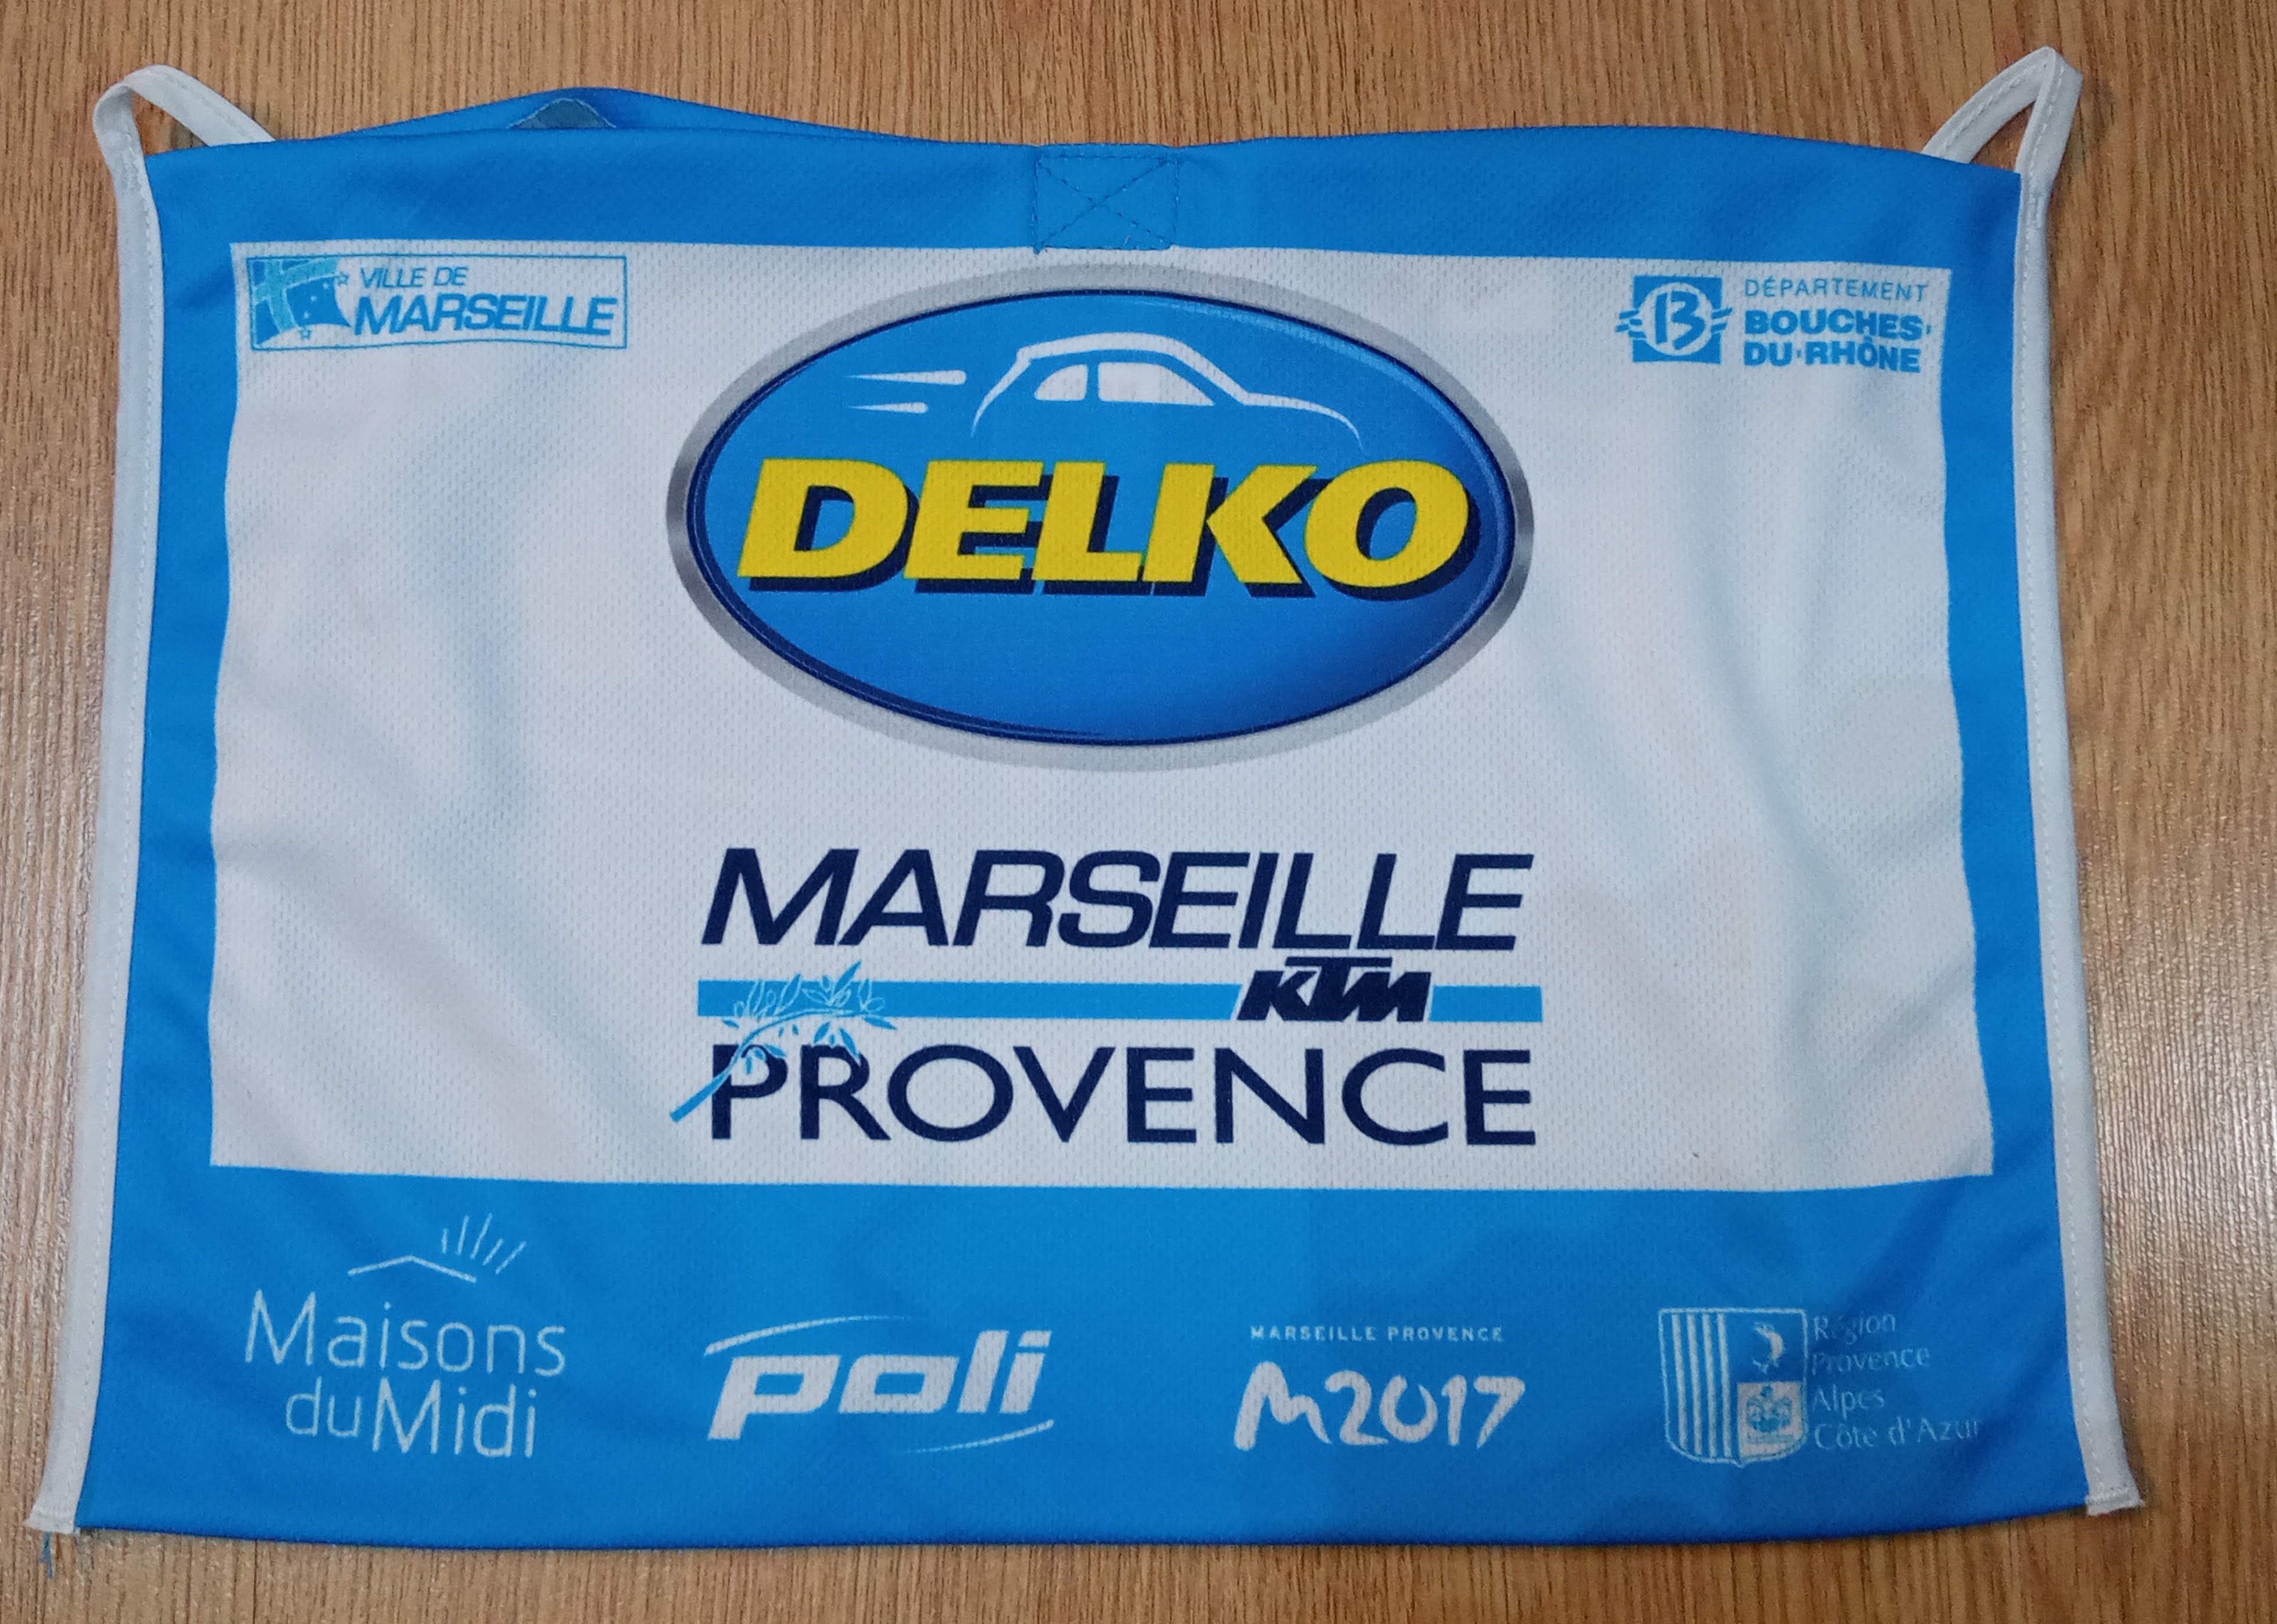 VILLE DE
MARSEILLE
13
DÉPARTEMENT
BOUCHES·
DU·RHÔNE
DELKO
MARSEILLE
KTM
PROVENCE
Maisons
du Midi
poli
MARSEILLE PROVENCE
M2017
Région
Provence
Alpes
Côte d'Azur